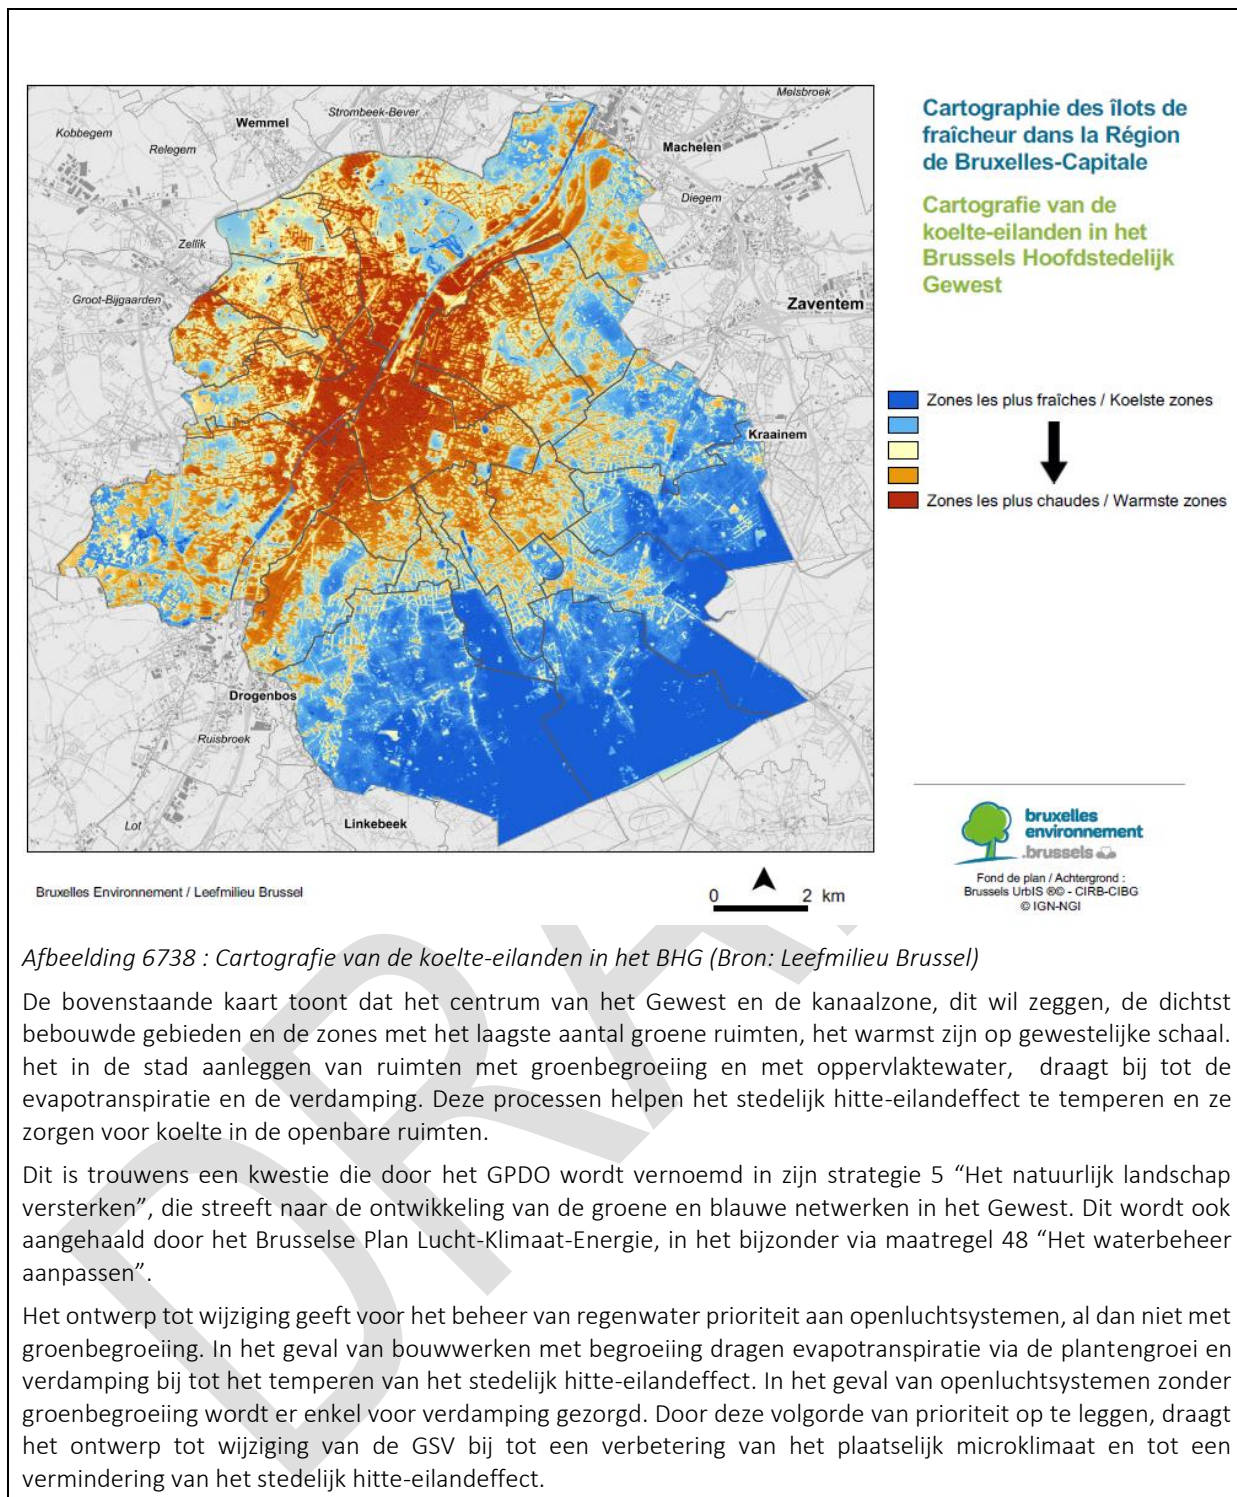 Meisbroek
Strombeek-Bever
Wemmel
Kobbegem
Relegem
Machelen
Diegem
Zellik
Groot-Bijgaarden
Zaventem
Kraainem
Drogenbos
Ruisbroek
Linkebeek
Lot
Cartographie des îlots de
fraîcheur dans la Région
de Bruxelles-Capitale
Cartografie van de
koelte-eilanden in het
Brussels Hoofdstedelijk
Gewest
Zones les plus fraîches / Koelste zones
Zones les plus chaudes / Warmste zones
bruxelles
environnement
.brussels
Fond de plan / Achtergrond :
Brussels UrbIS ®© - CIRB-CIBG
© IGN-NGI
Bruxelles Environnement / Leefmilieu Brussel
0 2 km
DRAFT
Afbeelding 6738 : Cartografie van de koelte-eilanden in het BHG (Bron: Leefmilieu Brussel)
De bovenstaande kaart toont dat het centrum van het Gewest en de kanaalzone, dit wil zeggen, de dichtst
bebouwde gebieden en de zones met het laagste aantal groene ruimten, het warmst zijn op gewestelijke schaal.
het in de stad aanleggen van ruimten met groenbegroeiing en met oppervlaktewater, draagt bij tot de
evapotranspiratie en de verdamping. Deze processen helpen het stedelijk hitte-eilandeffect te temperen en ze
zorgen voor koelte in de openbare ruimten.
Dit is trouwens een kwestie die door het GPDO wordt vernoemd in zijn strategie 5 “Het natuurlijk landschap
versterken”, die streeft naar de ontwikkeling van de groene en blauwe netwerken in het Gewest. Dit wordt ook
aangehaald door het Brusselse Plan Lucht-Klimaat-Energie, in het bijzonder via maatregel 48 “Het waterbeheer
aanpassen”.
Het ontwerp tot wijziging geeft voor het beheer van regenwater prioriteit aan openluchtsystemen, al dan niet met
groenbegroeiing. In het geval van bouwwerken met begroeiing dragen evapotranspiratie via de plantengroei en
verdamping bij tot het temperen van het stedelijk hitte-eilandeffect. In het geval van openluchtsystemen zonder
groenbegroeiing wordt er enkel voor verdamping gezorgd. Door deze volgorde van prioriteit op te leggen, draagt
het ontwerp tot wijziging van de GSV bij tot een verbetering van het plaatselijk microklimaat en tot een
vermindering van het stedelijk hitte-eilandeffect.